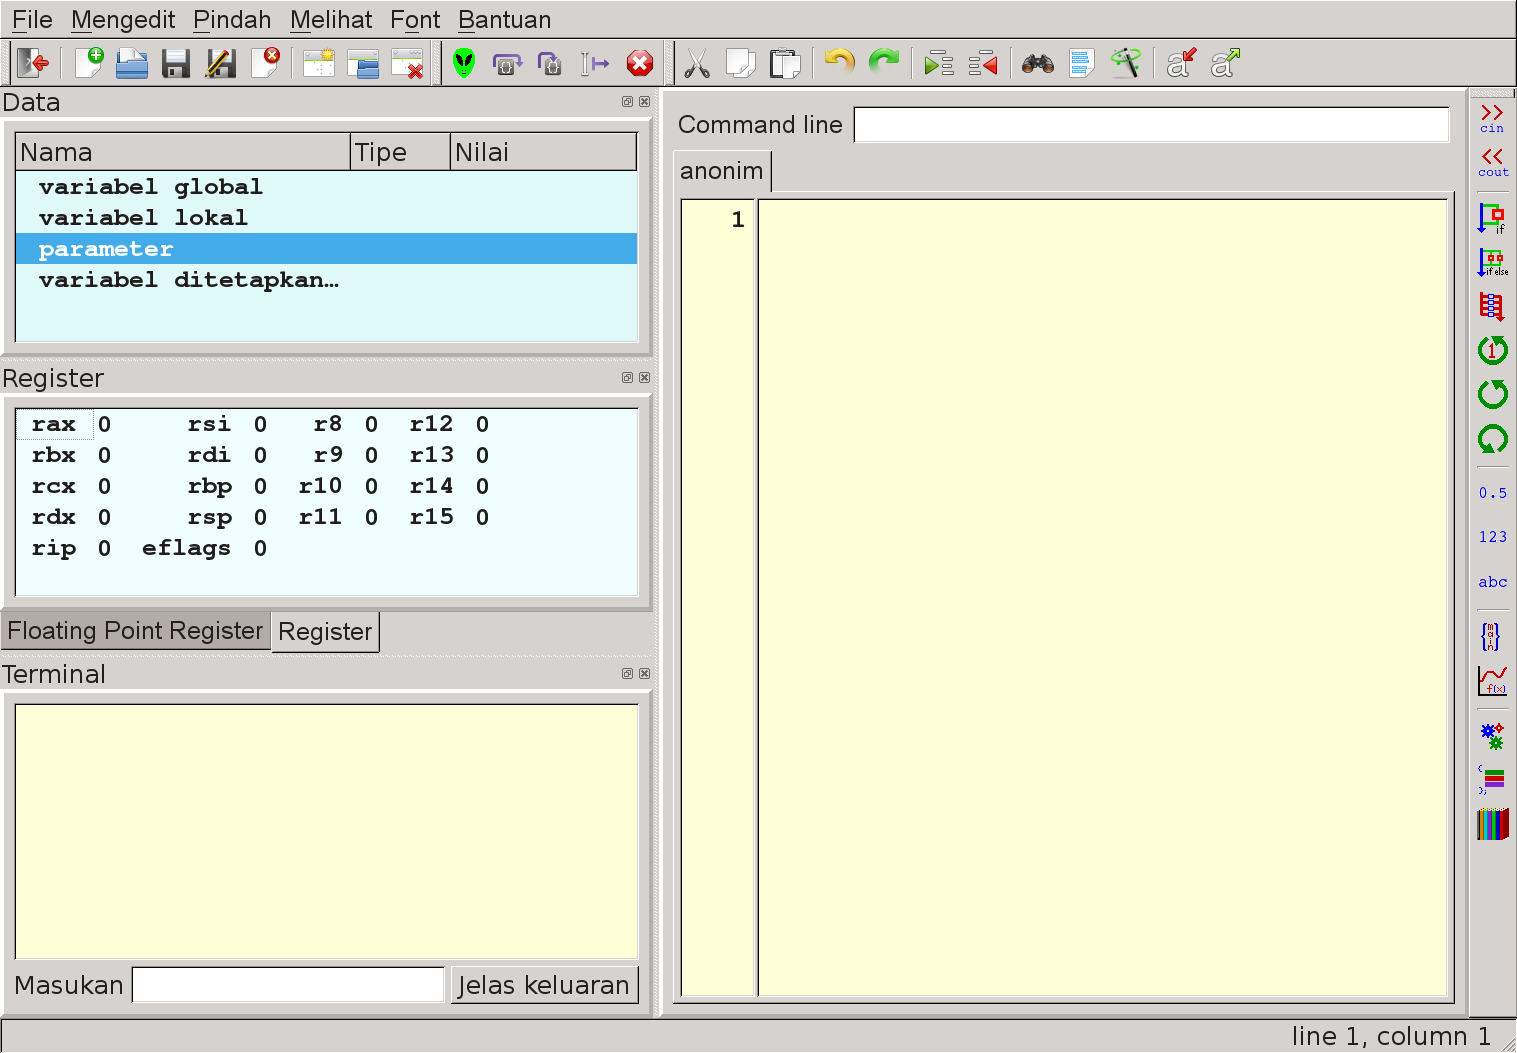 File Mengedit Pindah Melihat Font Bantuan
Data
Nama Tipe Nilai
variabel global
variabel lokal
parameter
variabel ditetapkan…
Register
rax 0 rsi 0 r8 0 r12 0
rbx 0 rdi 0 r9 0 r13 0
rcx 0 rbp 0 r10 0 r14 0
rdx 0 rsp 0 r11 0 r15 0
rip 0 eflags 0
Floating Point Register Register
Terminal
Masukan Jelas keluaran
Command line
anonim
1
cin
cout
if
if else
1
0.5
123
abc
main
f(x)
line 1, column 1